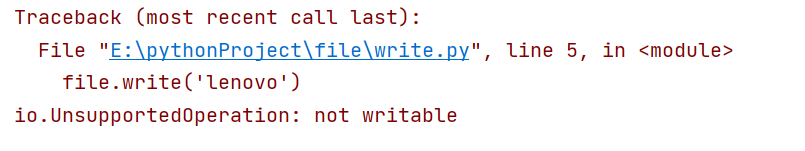 Traceback (most recent call last):
  File "E:\pythonProject\file\write.py", line 5, in <module>
    file.write('lenovo')
io.UnsupportedOperation: not writable